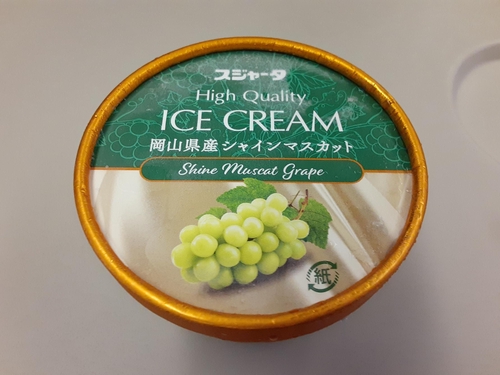 スジャータ
High Quality
ICE CREAM
岡山県産シャインマスカット
Shine Muscat Grape
紙